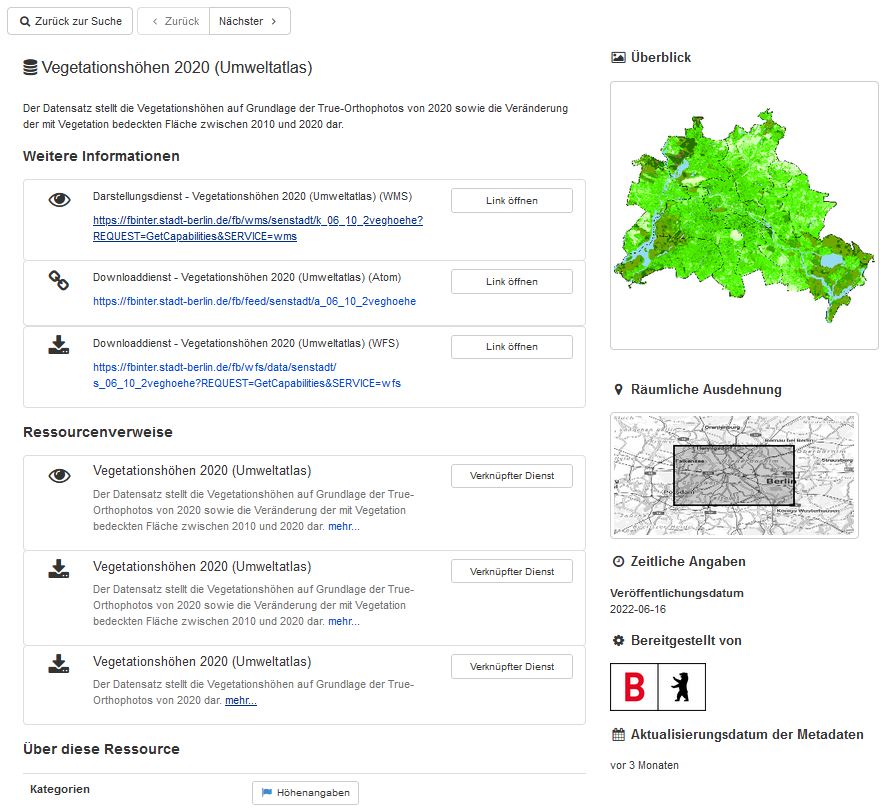 Zurück zur Suche
Zurück
Nächster
Vegetationshöhen 2020 (Umweltatlas)
Der Datensatz stellt die Vegetationshöhen auf Grundlage der True-Orthophotos von 2020 sowie die Veränderung
der mit Vegetation bedeckten Fläche zwischen 2010 und 2020 dar.
Weitere Informationen
Darstellungsdienst - Vegetationshöhen 2020 (Umweltatlas) (WMS)
Link öffnen
https://fbinter.stadt-berlin.de/fb/wms/senstadt/k_06_10_2veghoehe?
REQUEST=GetCapabilities&SERVICE=wms
Downloaddienst - Vegetationshöhen 2020 (Umweltatlas) (Atom)
Link öffnen
https://fbinter.stadt-berlin.de/fb/feed/senstadt/a_06_10_2veghoehe
Downloaddienst - Vegetationshöhen 2020 (Umweltatlas) (WFS)
Link öffnen
https://fbinter.stadt-berlin.de/fb/wfs/data/senstadt/
s_06_10_2veghoehe?REQUEST=GetCapabilities&SERVICE=wfs
Ressourcenverweise
Vegetationshöhen 2020 (Umweltatlas)
Verknüpfter Dienst
Der Datensatz stellt die Vegetationshöhen auf Grundlage der True-
Orthophotos von 2020 sowie die Veränderung der mit Vegetation
bedeckten Fläche zwischen 2010 und 2020 dar. mehr...
Vegetationshöhen 2020 (Umweltatlas)
Verknüpfter Dienst
Der Datensatz stellt die Vegetationshöhen auf Grundlage der True-
Orthophotos von 2020 sowie die Veränderung der mit Vegetation
bedeckten Fläche zwischen 2010 und 2020 dar. mehr...
Vegetationshöhen 2020 (Umweltatlas)
Verknüpfter Dienst
Der Datensatz stellt die Vegetationshöhen auf Grundlage der True-
Orthophotos von 2020 dar. mehr...
Über diese Ressource
Kategorien
Höhenangaben
Überblick
Räumliche Ausdehnung
Oranienburg
Bernau bei Berlin
Hennigsdorf
Falkensee
Strausberg
Berlin
Potsdam
Königs Wusterhausen
Zeitliche Angaben
Veröffentlichungsdatum
2022-06-16
Bereitgestellt von
B
Aktualisierungsdatum der Metadaten
vor 3 Monaten